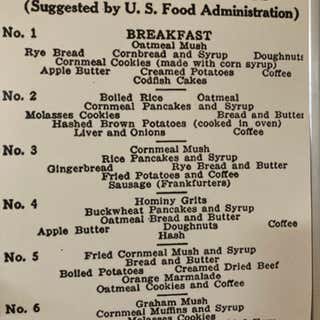 (Suggested by U. S. Food Administration)
No. 1 BREAKFAST
Oatmeal Mush
Rye Bread Cornbread and Syrup Doughnuts
Cornmeal Cookies (made with corn syrup)
Apple Butter Creamed Potatoes Coffee
Codfish Cakes
No. 2 Boiled Rice Oatmeal
Cornmeal Pancakes and Syrup
Molasses Cookies Bread and Butter
Hashed Brown Potatoes (cooked in oven)
Liver and Onions Coffee
No. 3 Cornmeal Mush
Rice Pancakes and Syrup
Gingerbread Rye Bread and Butter
Fried Potatoes and Coffee
Sausage (Frankfurters)
No. 4 Hominy Grits
Buckwheat Pancakes and Syrup
Oatmeal Bread and Butter
Apple Butter Doughnuts Coffee
Hash
No. 5 Fried Cornmeal Mush and Syrup
Bread and Butter
Boiled Potatoes Creamed Dried Beef
Orange Marmalade
Oatmeal Cookies and Coffee
No. 6 Graham Mush
Cornmeal Muffins and Syrup
Molasses Cookies